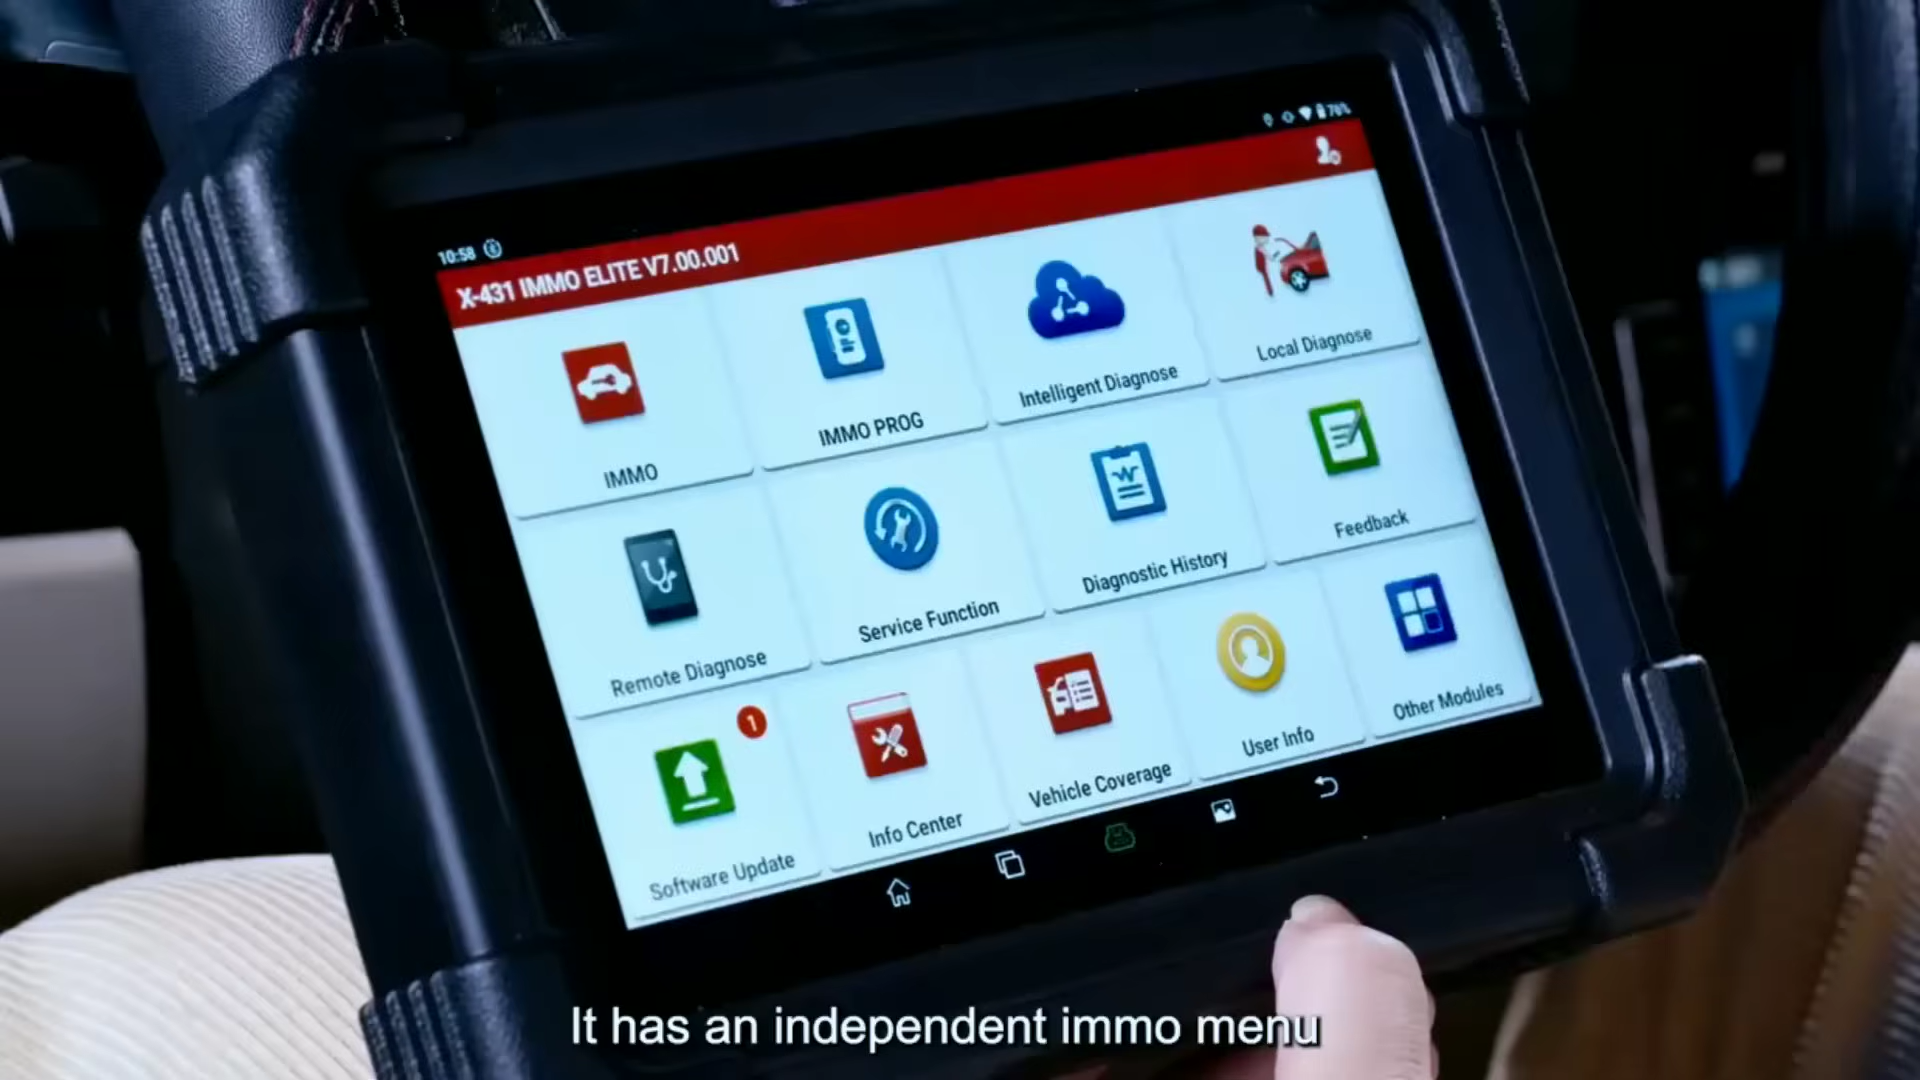 10:58
78%
X-431 IMMO ELITE V7.00.001
IMMO
IMMO PROG
Intelligent Diagnose
Local Diagnose
Remote Diagnose
Service Function
Diagnostic History
Feedback
1
Software Update
Info Center
Vehicle Coverage
User Info
Other Modules
It has an independent immo menu